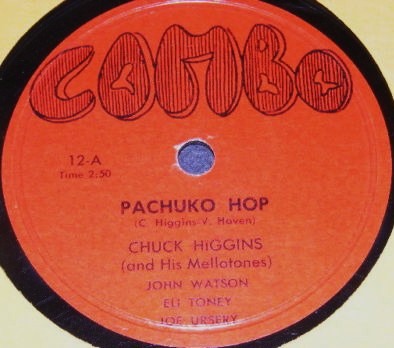 COMBO
12-A
Time 2:50
PACHUKO HOP
(C. Higgins-V. Haven)
CHUCK HIGGINS
(and His Mellotones)
JOHN WATSON
ELI TONEY
JOE URSERY